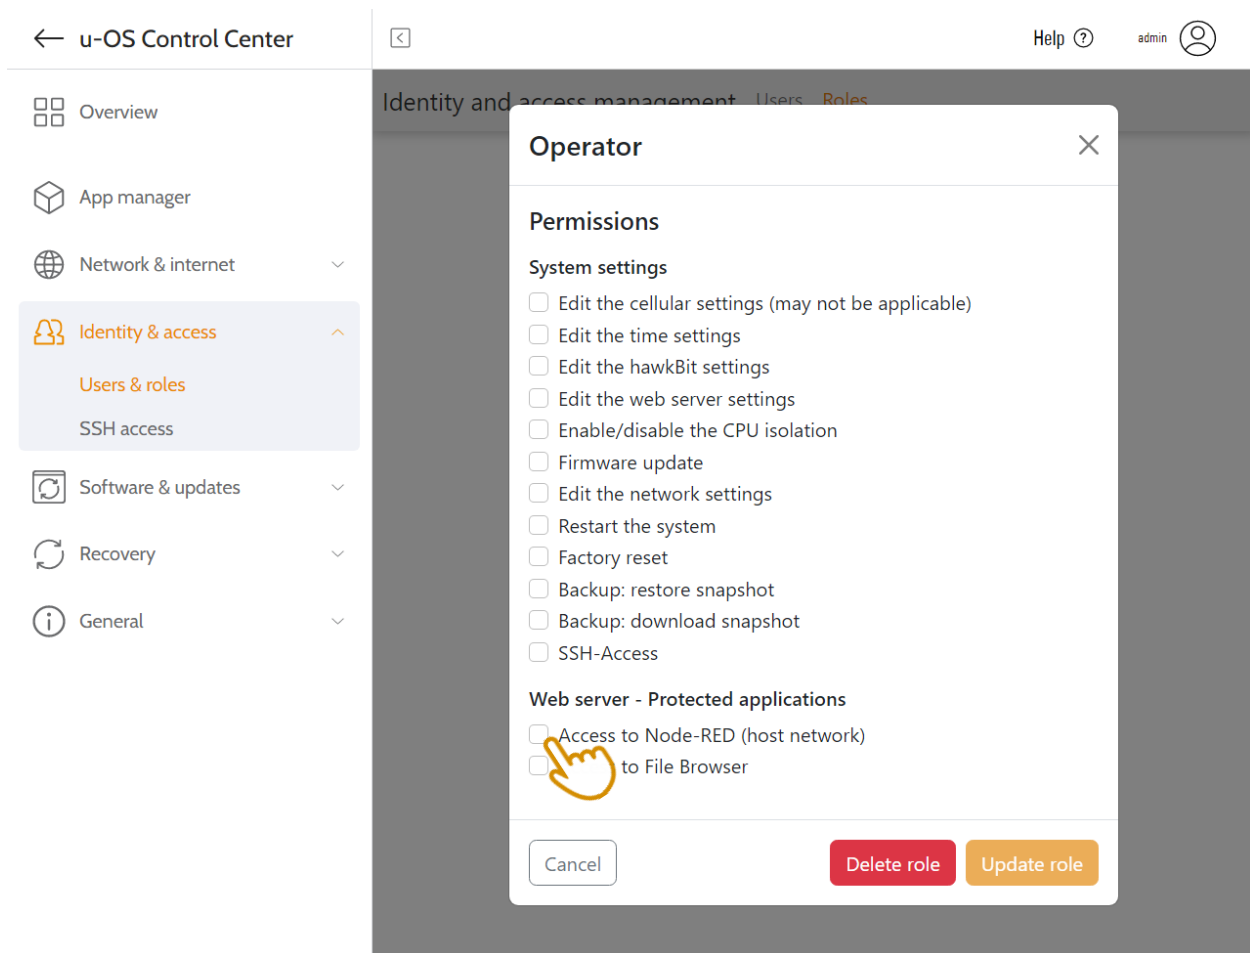 u-OS Control Center
Help
admin
Overview
App manager
Network & internet
Identity & access
Users & roles
SSH access
Software & updates
Recovery
General
Identity and access management Users Roles
Operator
Permissions
System settings
Edit the cellular settings (may not be applicable)
Edit the time settings
Edit the hawkBit settings
Edit the web server settings
Enable/disable the CPU isolation
Firmware update
Edit the network settings
Restart the system
Factory reset
Backup: restore snapshot
Backup: download snapshot
SSH-Access
Web server - Protected applications
Access to Node-RED (host network)
to File Browser
Cancel
Delete role
Update role